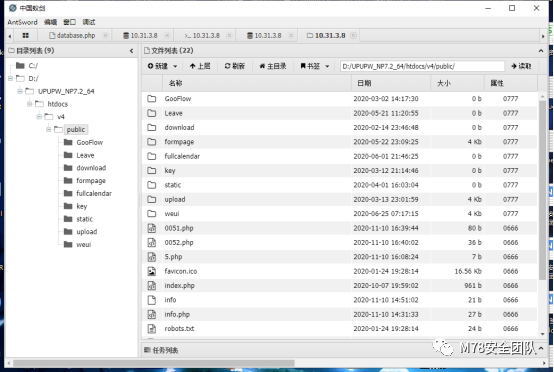 中国蚁剑
AntSword 编辑 窗口 调试
database.php 10.31.3.8 10.31.3.8 10.31.3.8 10.31.3.8
目录列表 (9)
文件列表 (22)
新建 上层 刷新 主目录 书签 D:/UPUPW_NP7.2_64/htdocs/v4/public/ 读取
C:/
D:/
UPUPW_NP7.2_64
htdocs
v4
public
GooFlow
Leave
download
formpage
fullcalendar
key
static
upload
weui
名称 日期 大小 属性
GooFlow 2020-03-02 14:17:30 0 b 0777
Leave 2020-05-21 11:20:55 0 b 0777
download 2020-02-14 23:46:48 0 b 0777
formpage 2020-05-22 23:09:25 4 Kb 0777
fullcalendar 2020-06-01 21:46:25 0 b 0777
key 2020-03-12 21:14:46 0 b 0777
static 2020-04-01 16:03:04 0 b 0777
upload 2020-03-13 23:01:59 4 Kb 0777
weui 2020-06-25 07:17:15 4 Kb 0777
0051.php 2020-11-10 16:39:44 80 b 0666
0052.php 2020-11-10 16:40:02 36 b 0666
5.php 2020-11-10 16:08:24 7 b 0666
favicon.ico 2020-01-24 19:28:14 16.56 Kb 0666
index.php 2020-10-07 19:59:02 961 b 0666
info 2020-11-10 14:51:02 21 b 0666
info.php 2020-11-10 14:31:33 27 b 0666
robots.txt 2020-01-24 19:28:14 24 b 0666
任务列表
M78安全团队